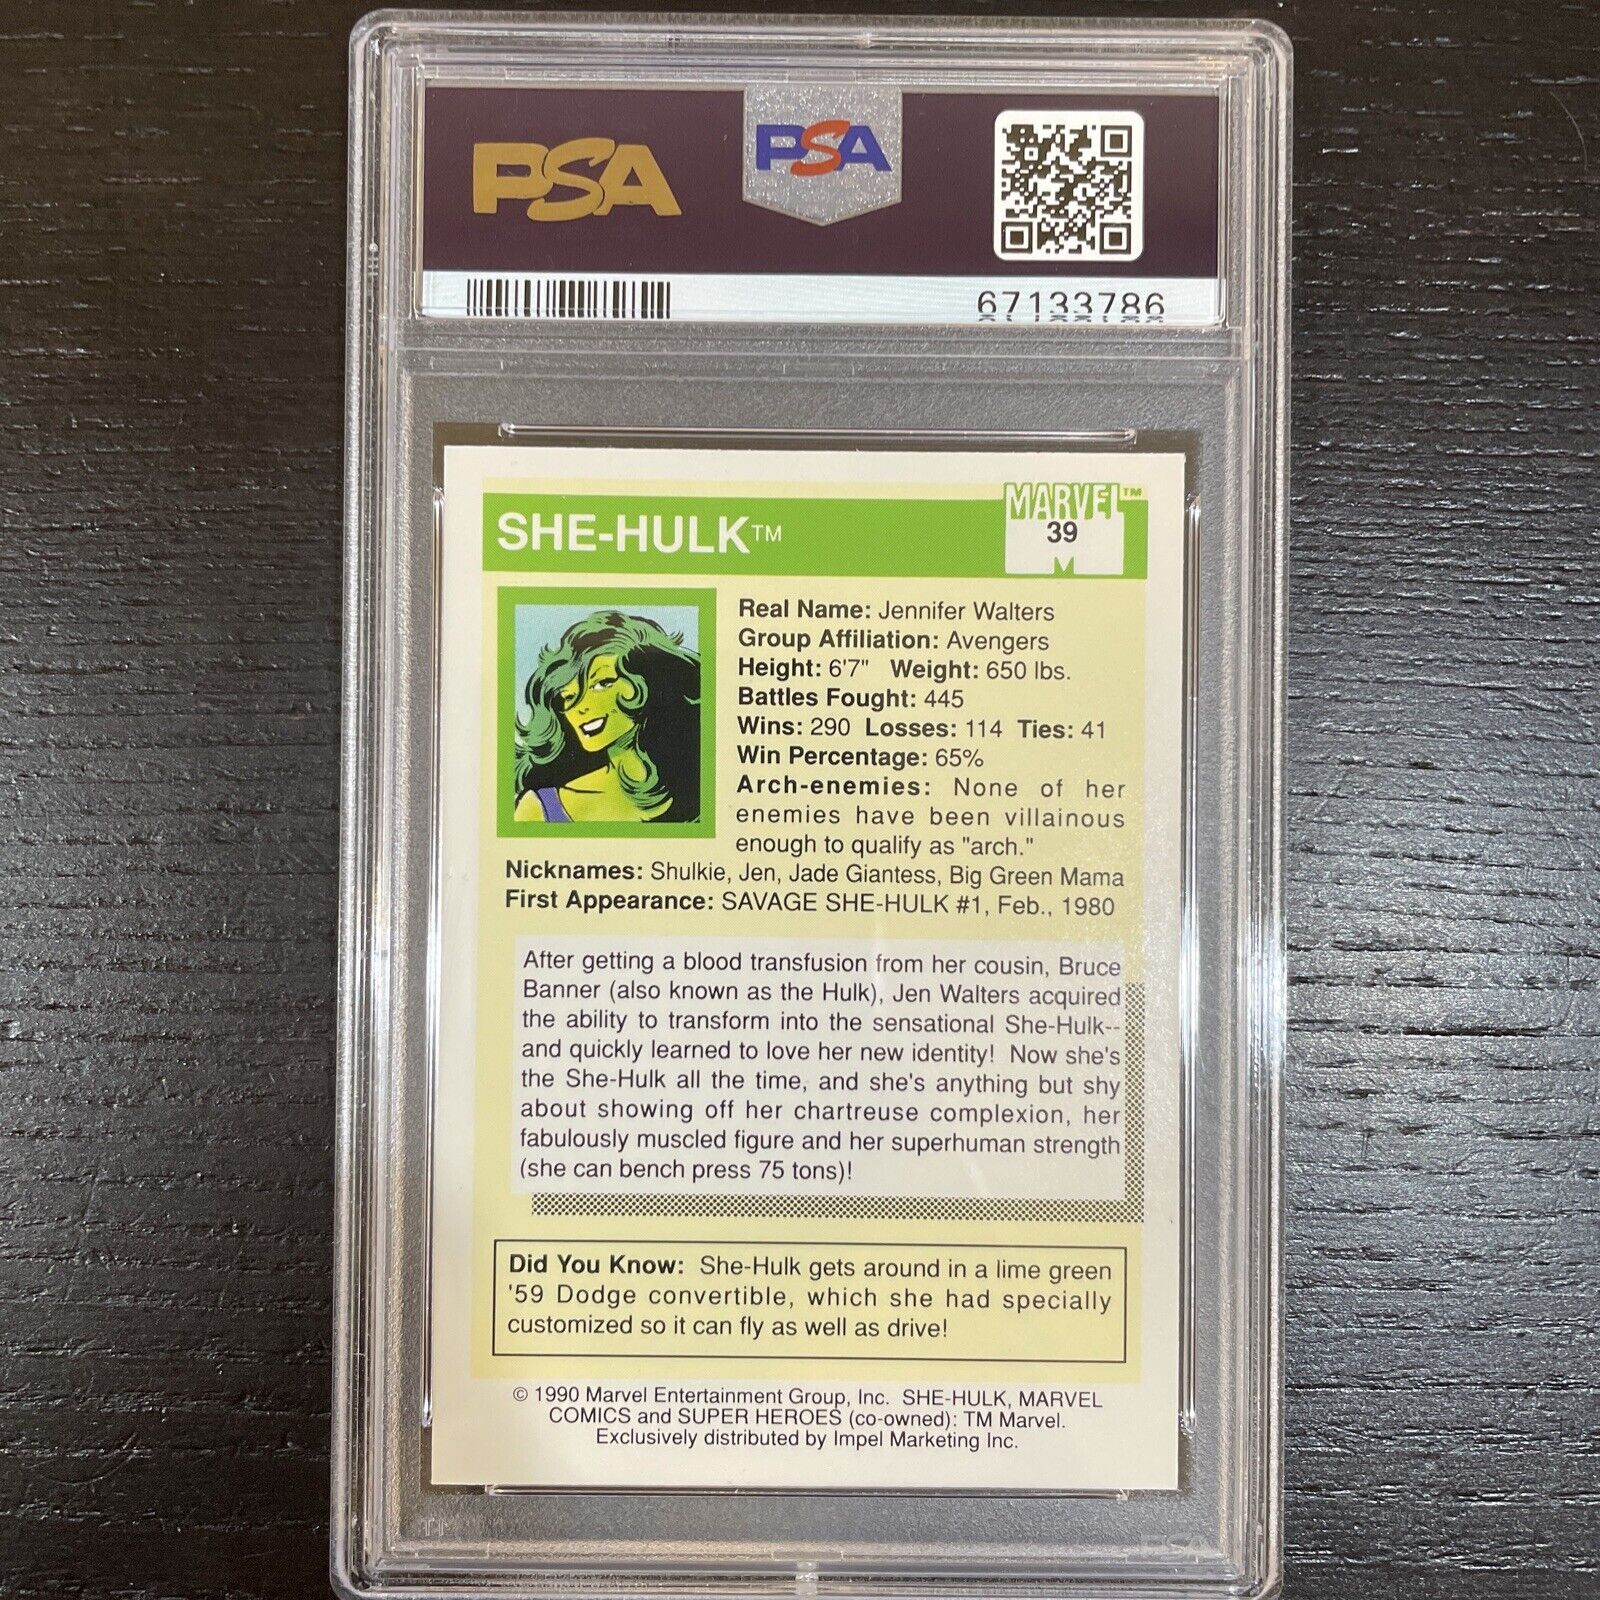 PSA
PSA
67133786
SHE-HULK™
MARVEL™
39
Real Name: Jennifer Walters
Group Affiliation: Avengers
Height: 6'7" Weight: 650 lbs.
Battles Fought: 445
Wins: 290 Losses: 114 Ties: 41
Win Percentage: 65%
Arch-enemies: None of her
enemies have been villainous
enough to qualify as "arch."
Nicknames: Shulkie, Jen, Jade Giantess, Big Green Mama
First Appearance: SAVAGE SHE-HULK #1, Feb., 1980
After getting a blood transfusion from her cousin, Bruce
Banner (also known as the Hulk), Jen Walters acquired
the ability to transform into the sensational She-Hulk--
and quickly learned to love her new identity! Now she's
the She-Hulk all the time, and she's anything but shy
about showing off her chartreuse complexion, her
fabulously muscled figure and her superhuman strength
(she can bench press 75 tons)!
Did You Know: She-Hulk gets around in a lime green
'59 Dodge convertible, which she had specially
customized so it can fly as well as drive!
© 1990 Marvel Entertainment Group, Inc. SHE-HULK, MARVEL
COMICS and SUPER HEROES (co-owned): TM Marvel.
Exclusively distributed by Impel Marketing Inc.
PSA